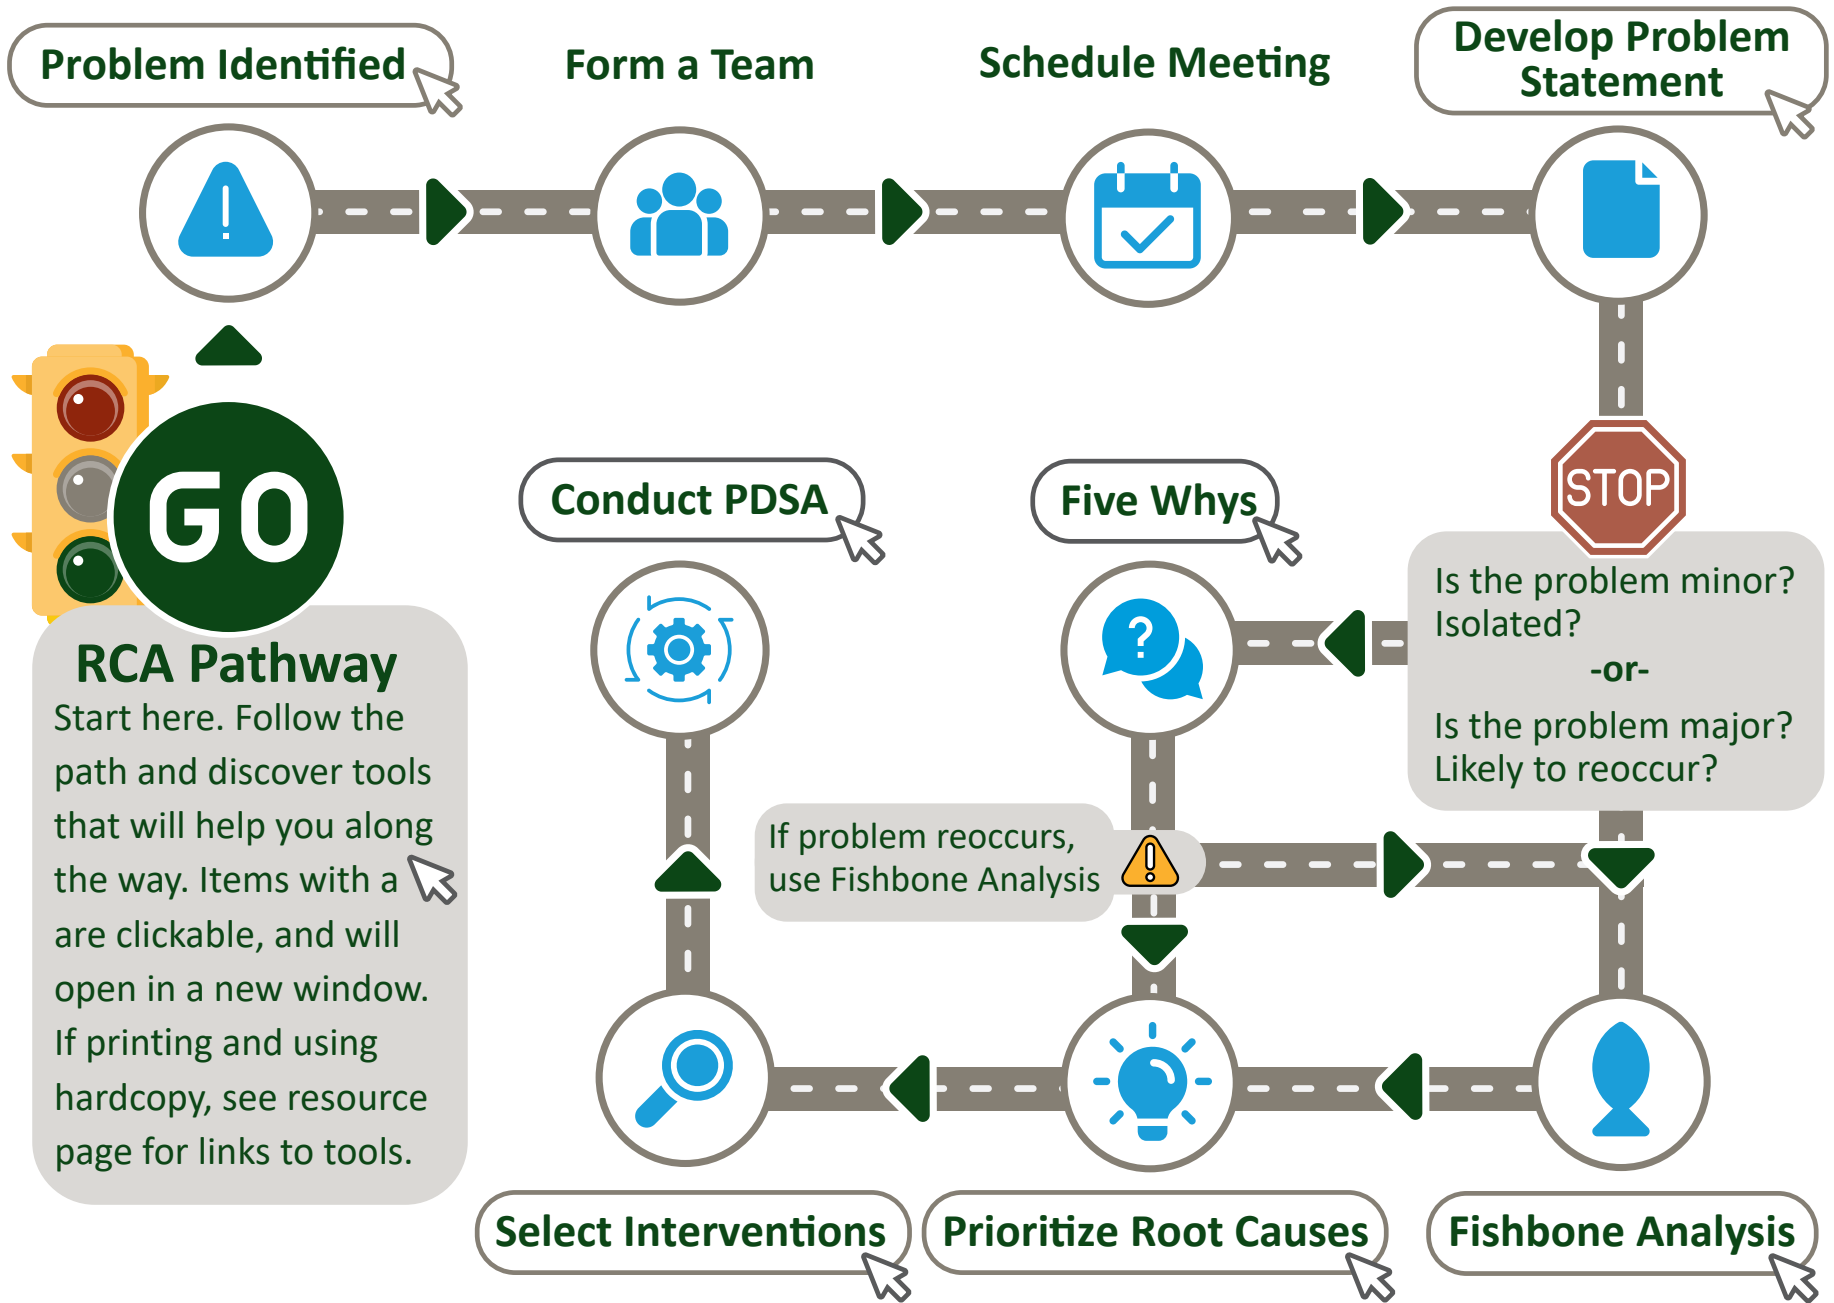 Problem Identified
Form a Team
Schedule Meeting
Develop Problem
Statement
GO
RCA Pathway
Start here. Follow the
path and discover tools
that will help you along
the way. Items with a
are clickable, and will
open in a new window.
If printing and using
hardcopy, see resource
page for links to tools.
STOP
Is the problem minor?
Isolated?
-or-
Is the problem major?
Likely to reoccur?
Five Whys
?
If problem reoccurs,
use Fishbone Analysis
Conduct PDSA
Select Interventions
Prioritize Root Causes
Fishbone Analysis